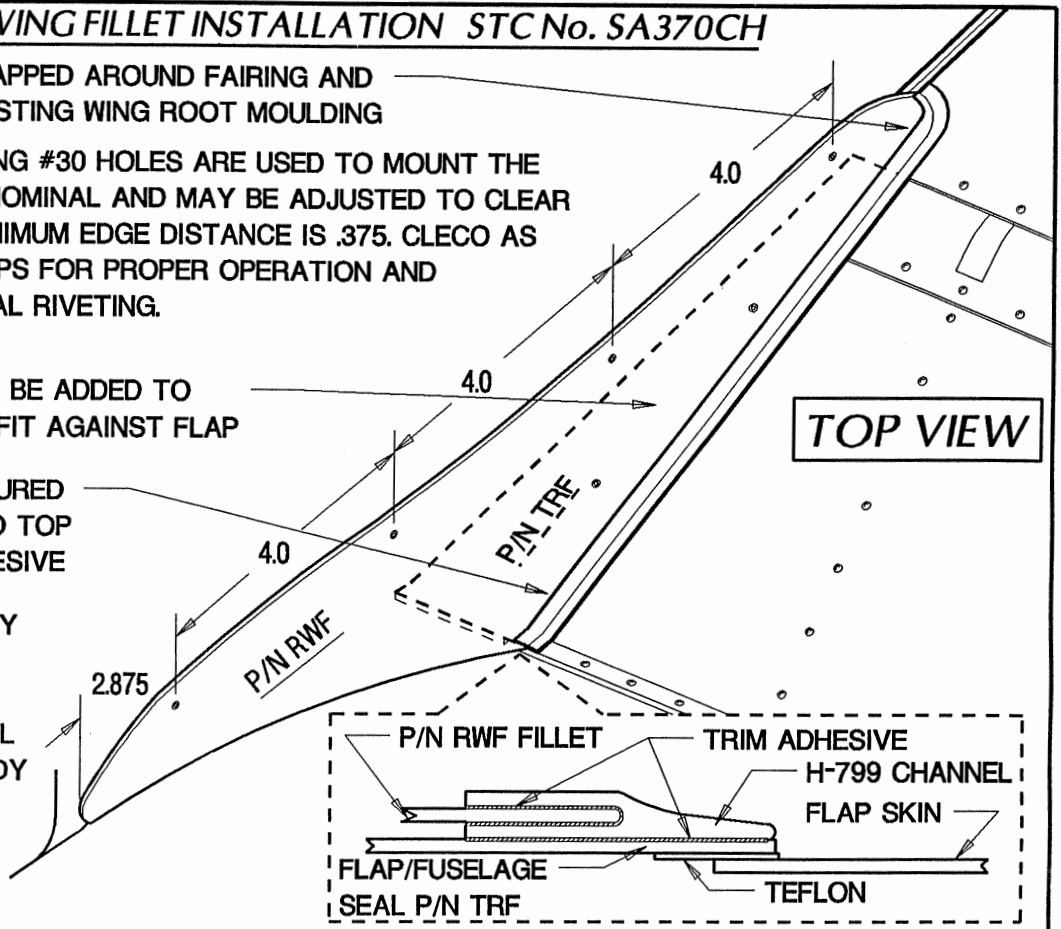 WING FILLET INSTALLATION STC No. SA370CH
APPED AROUND FAIRING AND
STING WING ROOT MOULDING
NG #30 HOLES ARE USED TO MOUNT THE
NOMINAL AND MAY BE ADJUSTED TO CLEAR
NIMUM EDGE DISTANCE IS .375. CLECO AS
PS FOR PROPER OPERATION AND
AL RIVETING.
BE ADDED TO
FIT AGAINST FLAP
URED
TOP
ESIVE
Y
L
DY
4.0
4.0
4.0
2.875
P/N TRF
P/N RWF
TOP VIEW
P/N RWF FILLET
TRIM ADHESIVE
H-799 CHANNEL
FLAP SKIN
FLAP/FUSELAGE
SEAL P/N TRF
TEFLON